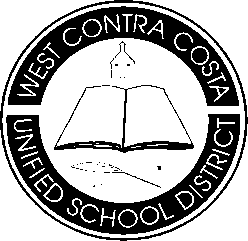 WEST CONTRA COSTA
UNIFIED SCHOOL DISTRICT